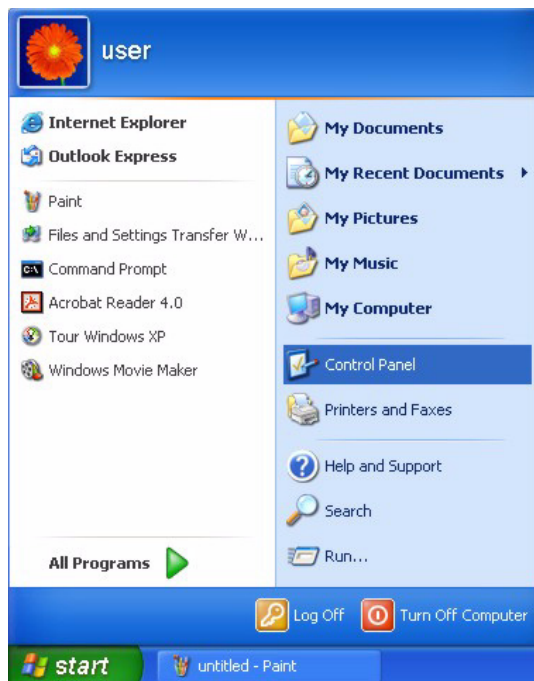 user
Internet Explorer
Outlook Express
Paint
Files and Settings Transfer W...
Command Prompt
Acrobat Reader 4.0
Tour Windows XP
Windows Movie Maker
All Programs
My Documents
My Recent Documents
My Pictures
My Music
My Computer
Control Panel
Printers and Faxes
Help and Support
Search
Run...
Log Off
Turn Off Computer
start
untitled - Paint